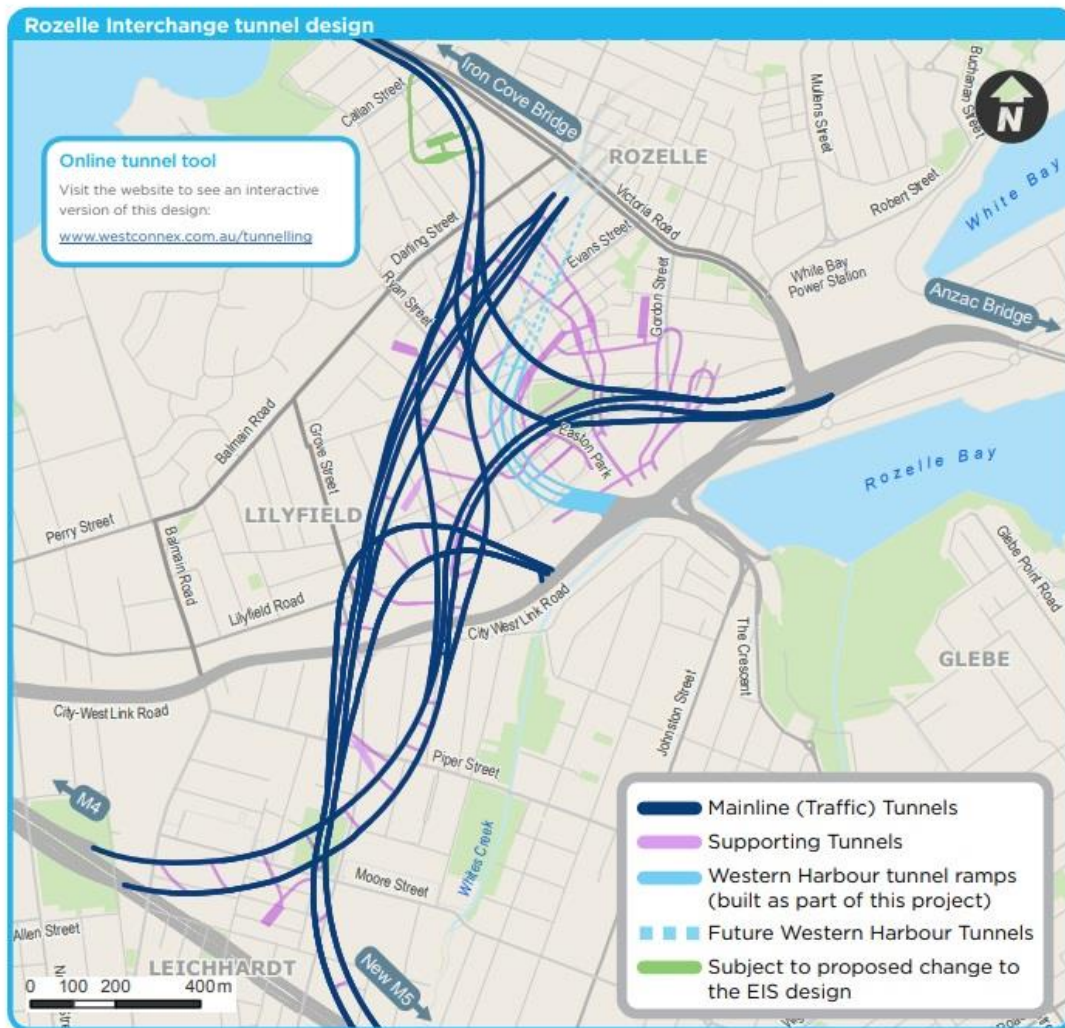 Rozelle Interchange tunnel design
Iron Cove Bridge
Callan Street
Mullens Street
Buchanan Street
N
ROZELLE
Online tunnel tool
Visit the website to see an interactive
version of this design:
www.westconnex.com.au/tunnelling
Robert Street
White Bay
Victoria Road
Darling Street
Evans Street
Ryan Street
White Bay
Power Station
Gordon Street
Anzac Bridge
Balmain Road
Grove Street
Easton Park
Rozelle Bay
LILYFIELD
Perry Street
Balmain Road
Glebe Point Road
Lilyfield Road
City West Link Road
The Crescent
GLEBE
City-West Link Road
Johnston Street
Piper Street
M4
Whites Creek
Moore Street
Allen Street
LEICHHARDT
New M5
0 100 200 400 m
Mainline (Traffic) Tunnels
Supporting Tunnels
Western Harbour tunnel ramps
(built as part of this project)
Future Western Harbour Tunnels
Subject to proposed change to
the EIS design